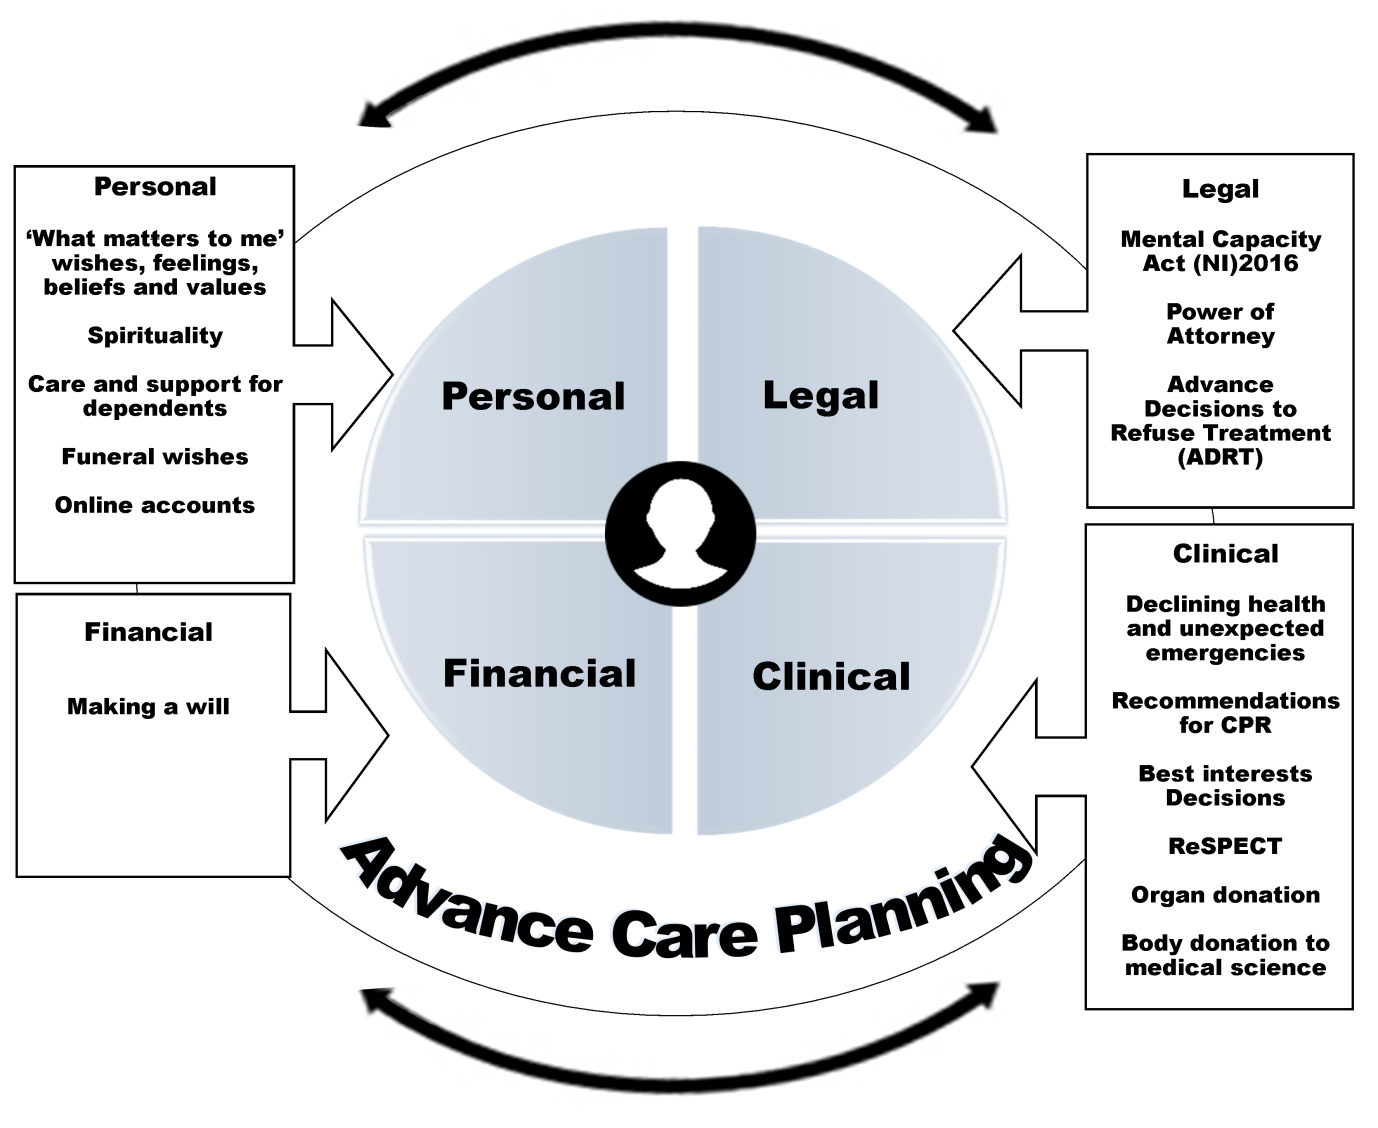 Personal
‘What matters to me’
wishes, feelings,
beliefs and values
Spirituality
Care and support for
dependents
Funeral wishes
Online accounts
Financial
Making a will
Personal
Legal
Financial
Clinical
Advance Care Planning
Legal
Mental Capacity
Act (NI)2016
Power of
Attorney
Advance
Decisions to
Refuse Treatment
(ADRT)
Clinical
Declining health
and unexpected
emergencies
Recommendations
for CPR
Best interests
Decisions
ReSPECT
Organ donation
Body donation to
medical science